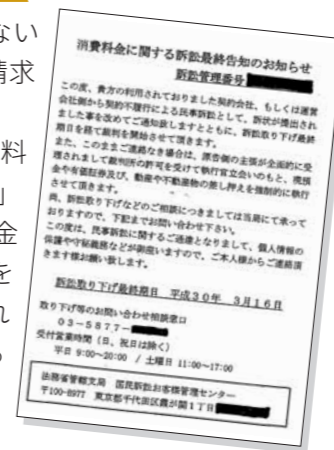 ない
請求
料
」
金
を
れ
消費料金に関する訴訟最終告知のお知らせ
訴訟管理番号
この度、貴方の利用されておりました契約会社、もしくは運営
会社側から契約不履行による民事訴訟として、訴状が提出され
ました事を改めてご通知致しますとともに、訴訟取り下げ最終
期日を経て裁判を開始させて頂きます。
また、このままご連絡なき場合は、原告側の主張が全面的に受
理されまして裁判所の許可を受けて執行官立会いのもと、現預
金や有価証券及び、動産や不動産物の差し押えを強制的に執行
させて頂きます。
尚、訴訟取り下げなどのご相談につきましては当局にて承って
おりますので、下記までお問い合わせ下さい。
この度は、民事訴訟に関するご通達となりまして、個人情報の
保護や守秘義務などが御座いますので、ご本人様からご連絡頂
きます様お願い致します。
訴訟取り下げ最終期日 平成30年 3月16日
取り下げ等のお問い合わせ相談窓口
03-5877-
受付営業時間 (日、祝日は除く)
平日 9:00~20:00 / 土曜日 11:00~17:00
法務省管轄支局 国民訴訟お客様管理センター
〒100-8977 東京都千代田区霞が関1丁目